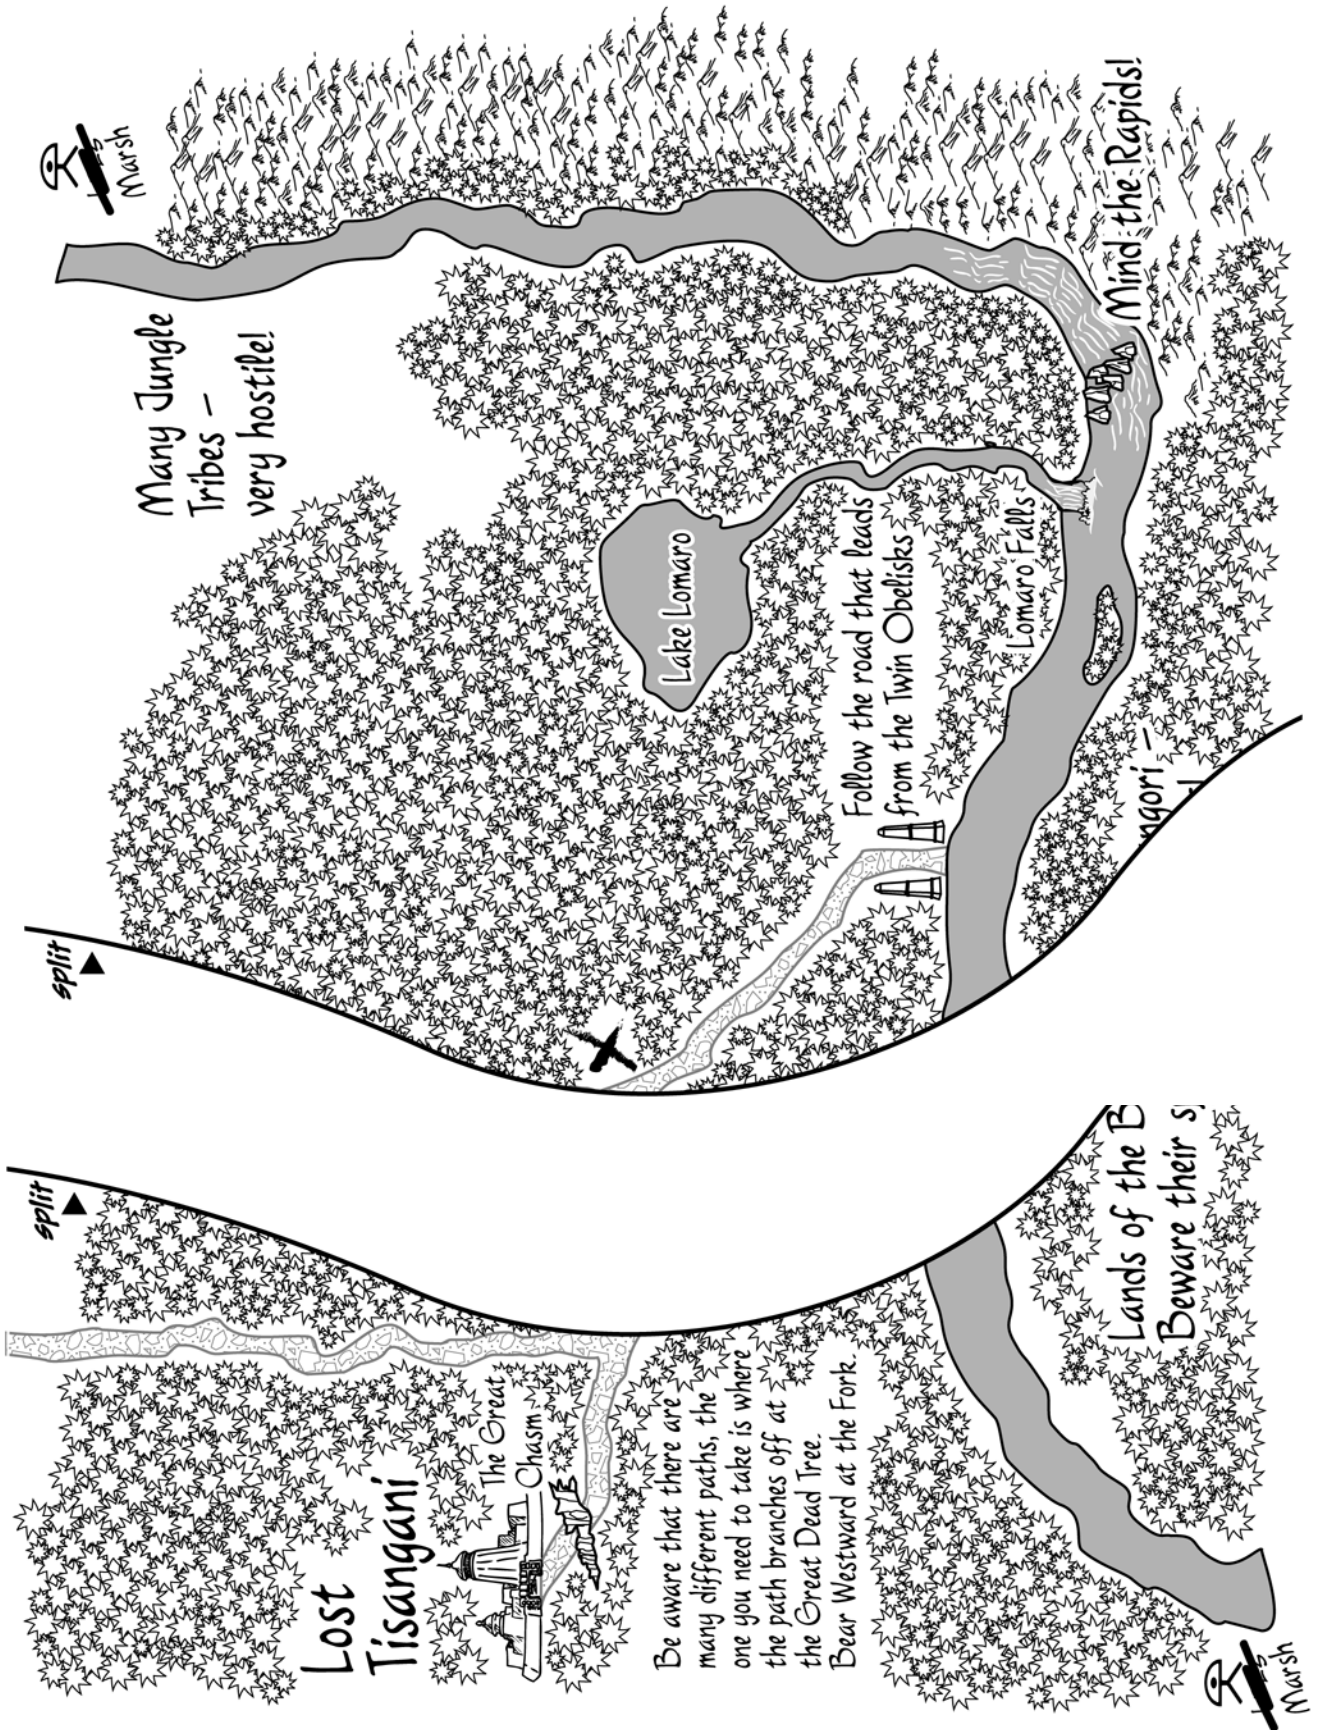 Marsh
Many Jungle
Tribes –
very hostile!
Mind the Rapids!
Lake Lomaro
Follow the road that leads
from the Twin Obelisks
Lomaro Falls
ngori –
split
split
Lands of the B
Beware their s
The Great
Chasm
Lost
Tisangani
Be aware that there are
many different paths, the
one you need to take is where
the path branches off at
the Great Dead Tree.
Bear Westward at the Fork.
Marsh